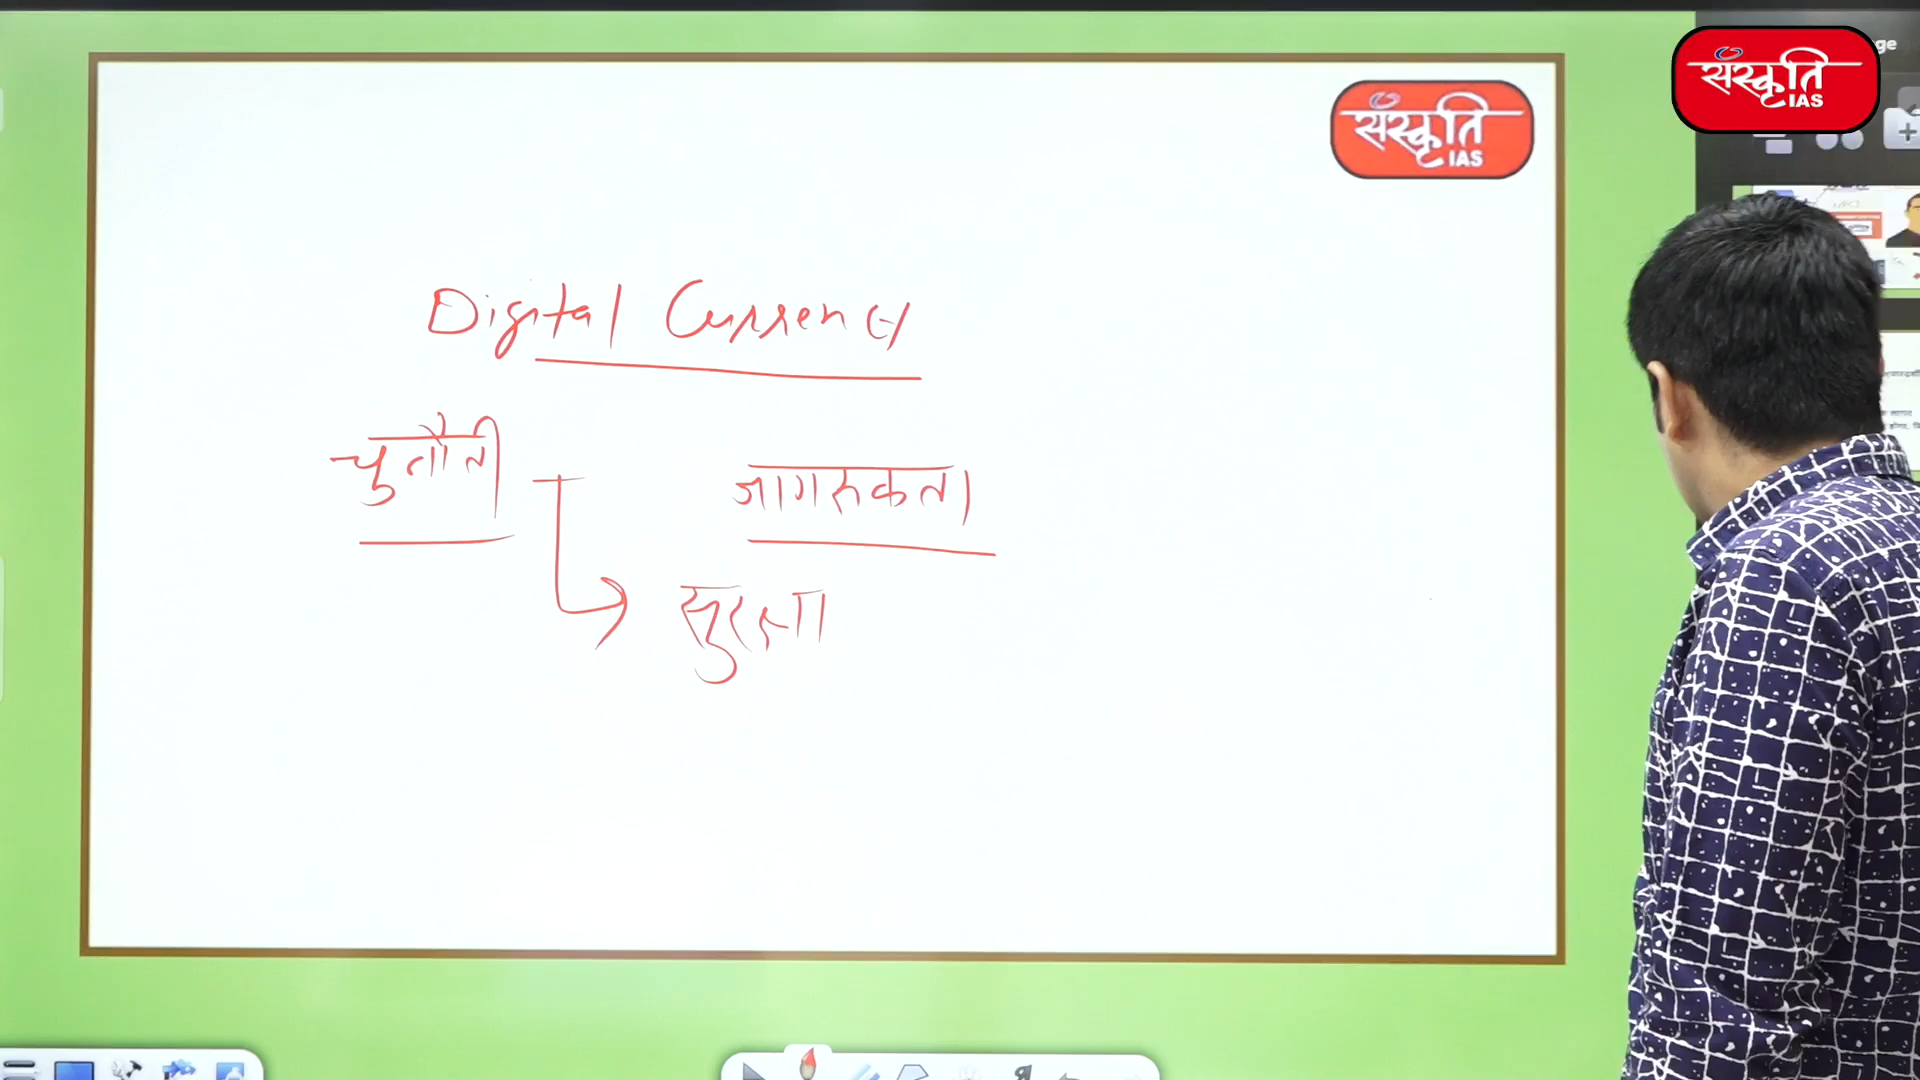 संस्कृति
IAS
संस्कृति
IAS
Digital Currency
चुनौती
जागरूकता
सुरक्षा